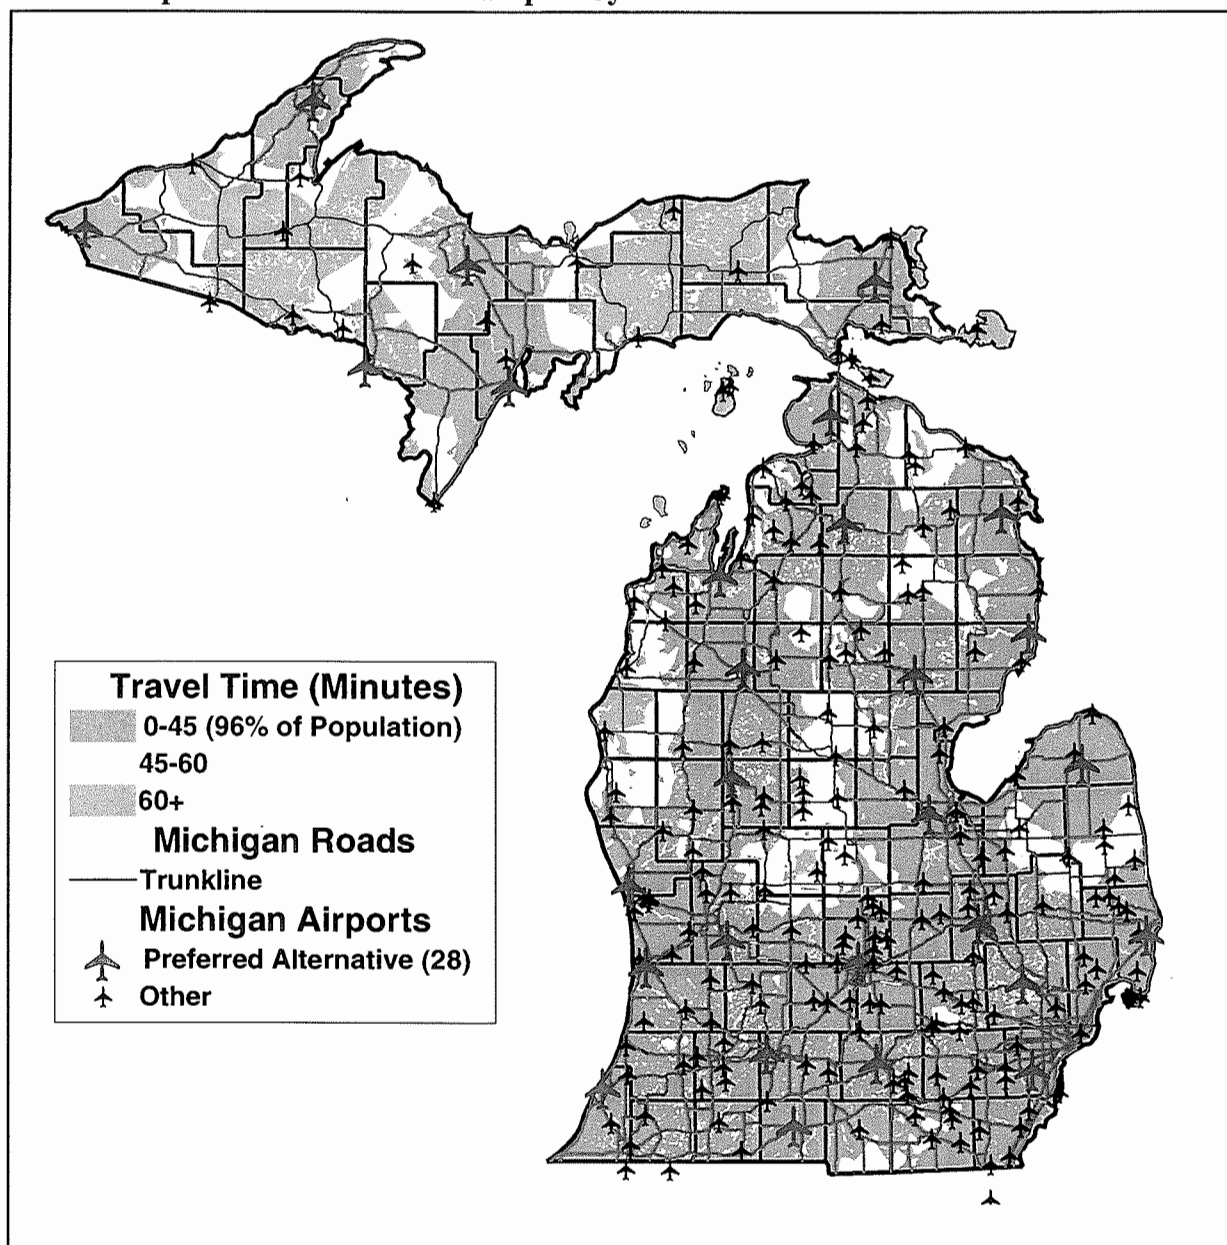 Travel Time (Minutes)
0-45 (96% of Population)
45-60
60+
Michigan Roads
Trunkline
Michigan Airports
Preferred Alternative (28)
Other